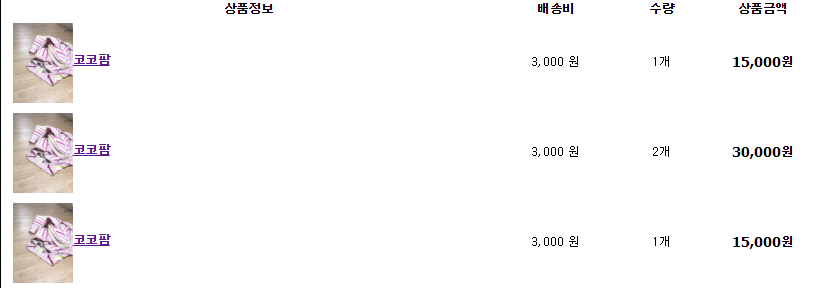 상품정보 배송비 수량 상품금액
코코팜 3,000 원 1개 15,000원
코코팜 3,000 원 2개 30,000원
코코팜 3,000 원 1개 15,000원